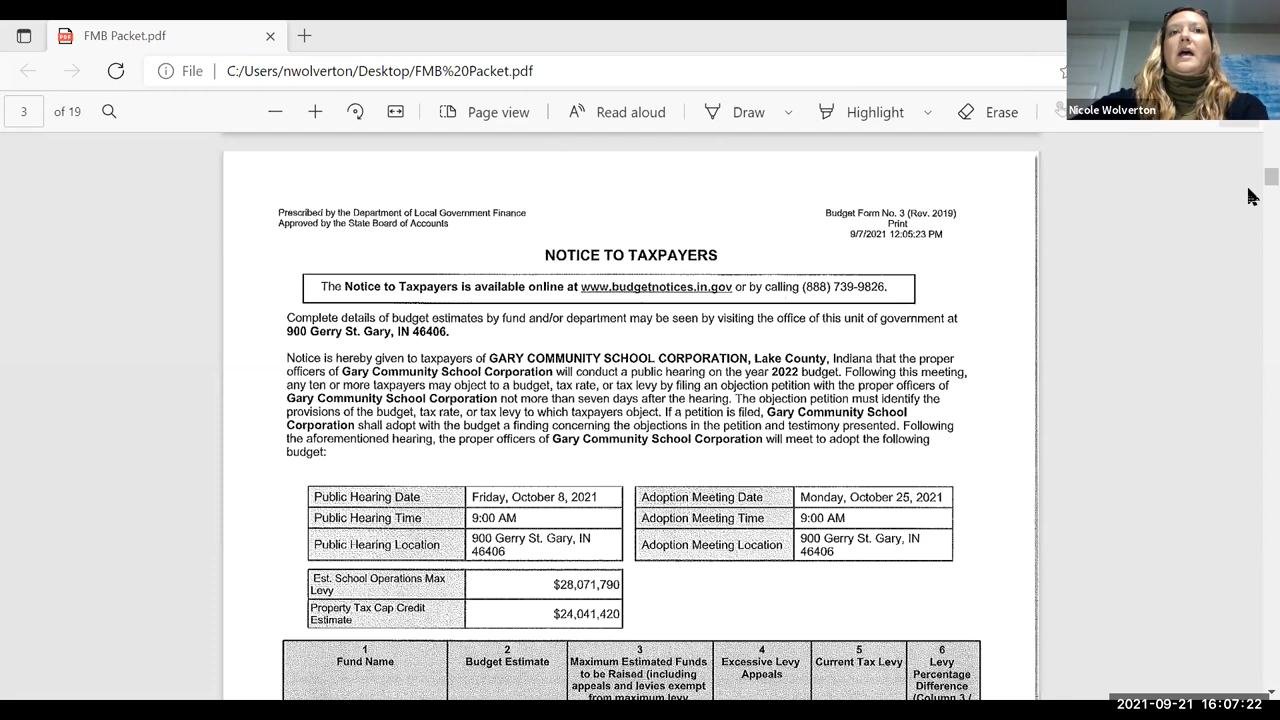 FMB Packet.pdf
File
C:/Users/nwolverton/Desktop/FMB%20Packet.pdf
3 of 19
Page view
Read aloud
Draw
Highlight
Erase
Nicole Wolverton
Prescribed by the Department of Local Government Finance
Approved by the State Board of Accounts
Budget Form No. 3 (Rev. 2019)
Print
9/7/2021 12:05:23 PM
NOTICE TO TAXPAYERS
The Notice to Taxpayers is available online at www.budgetnotices.in.gov or by calling (888) 739-9826.
Complete details of budget estimates by fund and/or department may be seen by visiting the office of this unit of government at
900 Gerry St. Gary, IN 46406.
Notice is hereby given to taxpayers of GARY COMMUNITY SCHOOL CORPORATION, Lake County, Indiana that the proper
officers of Gary Community School Corporation will conduct a public hearing on the year 2022 budget. Following this meeting,
any ten or more taxpayers may object to a budget, tax rate, or tax levy by filing an objection petition with the proper officers of
Gary Community School Corporation not more than seven days after the hearing. The objection petition must identify the
provisions of the budget, tax rate, or tax levy to which taxpayers object. If a petition is filed, Gary Community School
Corporation shall adopt with the budget a finding concerning the objections in the petition and testimony presented. Following
the aforementioned hearing, the proper officers of Gary Community School Corporation will meet to adopt the following
budget:
Public Hearing Date Friday, October 8, 2021
Public Hearing Time 9:00 AM
Public Hearing Location 900 Gerry St. Gary, IN
46406
Adoption Meeting Date Monday, October 25, 2021
Adoption Meeting Time 9:00 AM
Adoption Meeting Location 900 Gerry St. Gary, IN
46406
Est. School Operations Max
Levy $28,071,790
Property Tax Cap Credit
Estimate $24,041,420
1
Fund Name
2
Budget Estimate
3
Maximum Estimated Funds
to be Raised (including
appeals and levies exempt
from maximum levy
4
Excessive Levy
Appeals
5
Current Tax Levy
6
Levy
Percentage
Difference
(Column 3 /
2021-09-21 16:07:22